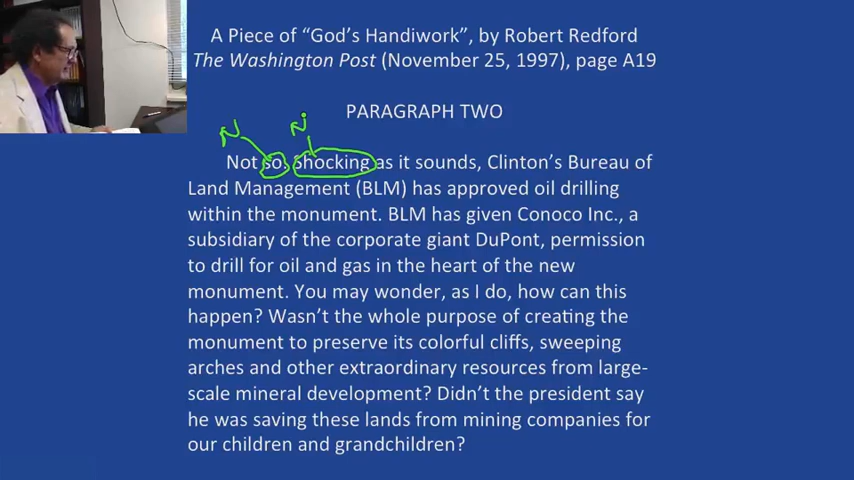 A Piece of “God’s Handiwork”, by Robert Redford
The Washington Post (November 25, 1997), page A19
PARAGRAPH TWO
N N
Not so. Shocking as it sounds, Clinton’s Bureau of
Land Management (BLM) has approved oil drilling
within the monument. BLM has given Conoco Inc., a
subsidiary of the corporate giant DuPont, permission
to drill for oil and gas in the heart of the new
monument. You may wonder, as I do, how can this
happen? Wasn’t the whole purpose of creating the
monument to preserve its colorful cliffs, sweeping
arches and other extraordinary resources from large-
scale mineral development? Didn’t the president say
he was saving these lands from mining companies for
our children and grandchildren?